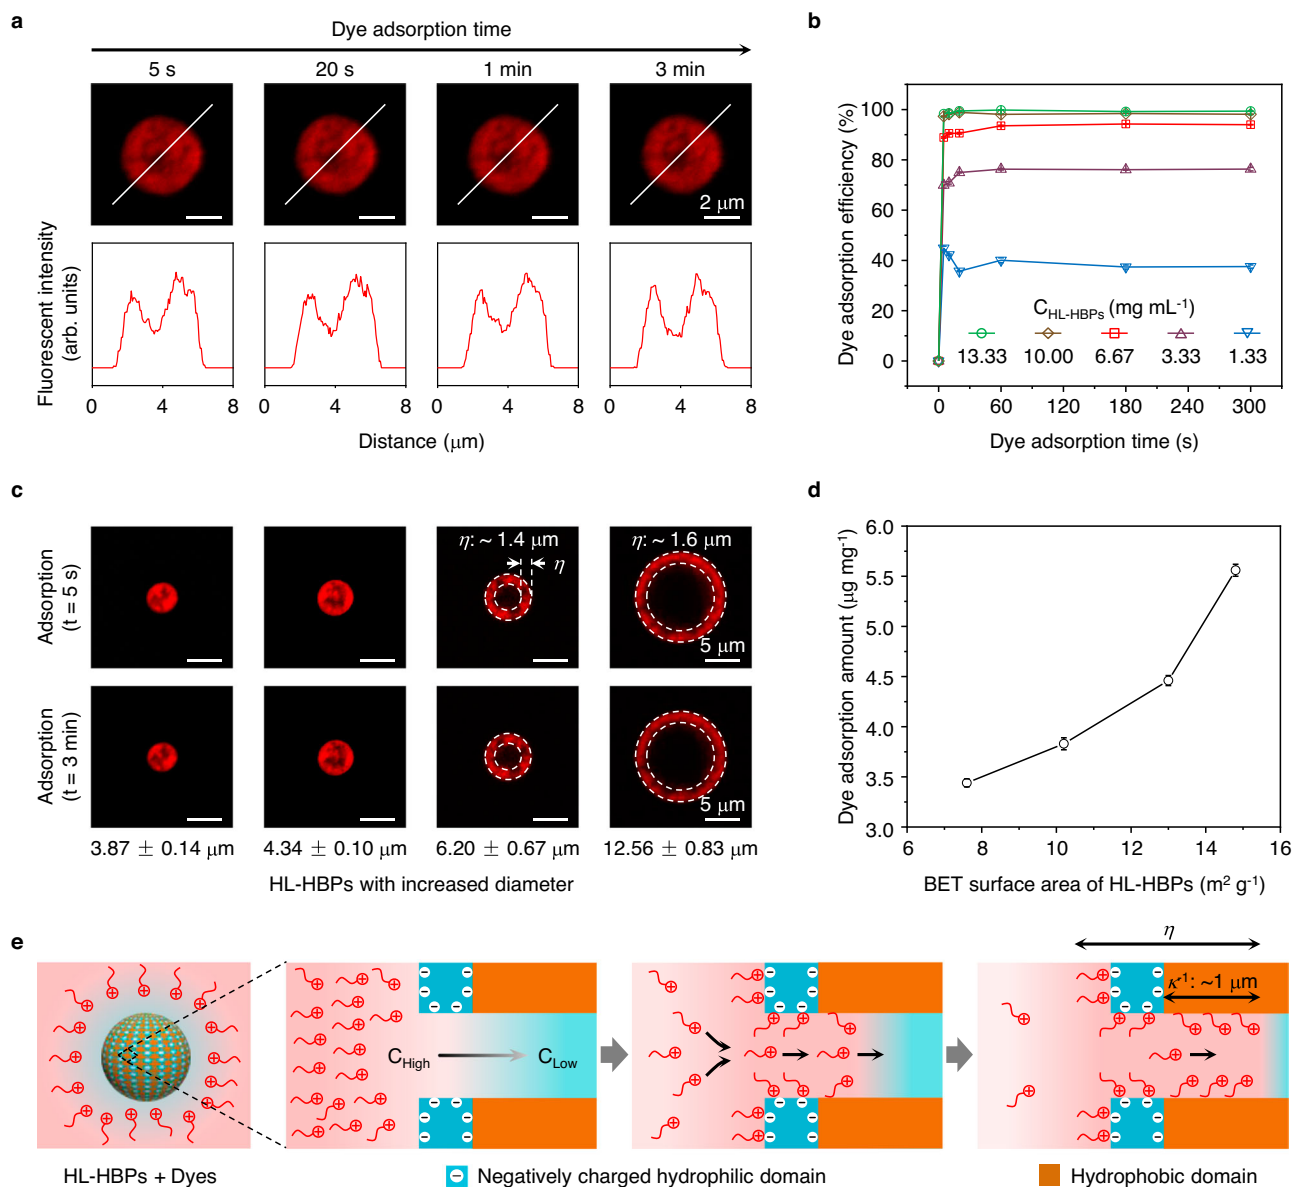 a
Dye adsorption time
5 s 20 s 1 min 3 min
2 μm
Fluorescent intensity
(arb. units)
0 8 0 4 8 0 4 8 0 4 8
Distance (μm)
b
Dye adsorption efficiency (%)
100
80
60
40
20
0
C_HL-HBPs (mg mL⁻¹)
13.33 10.00 6.67 3.33 1.33
0 60 120 180 240 300
Dye adsorption time (s)
c
Adsorption
(t = 5 s)
η: ~ 1.4 μm η: ~ 1.6 μm
η
5 μm
Adsorption
(t = 3 min)
5 μm
3.87 ± 0.14 μm 4.34 ± 0.10 μm 6.20 ± 0.67 μm 12.56 ± 0.83 μm
HL-HBPs with increased diameter
d
Dye adsorption amount (μg mg⁻¹)
6.0
5.5
5.0
4.5
4.0
3.5
3.0
6 8 10 12 14 16
BET surface area of HL-HBPs (m² g⁻¹)
e
η
κ⁻¹: ~1 μm
C_High C_Low
HL-HBPs + Dyes
Negatively charged hydrophilic domain
Hydrophobic domain